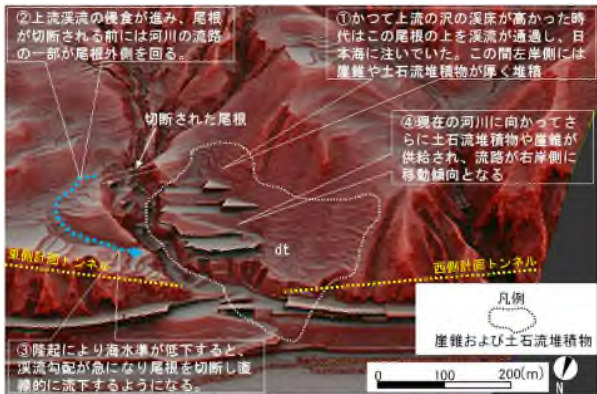 ②上流渓流の侵食が進み、尾根
が切断される前には河川の流路
の一部が尾根外側を回る。
①かつて上流の沢の渓床が高かった時
代はこの尾根の上を渓流が通過し、日
本海に注いでいた。この間左岸側には
崖錐や土石流堆積物が厚く堆積
切断された尾根
④現在の河川に向かってさ
らに土石流堆積物や崖錐が
供給され、流路が右岸側に
移動傾向となる
dt
東側計画トンネル
西側計画トンネル
③隆起により海水準が低下すると、
渓流勾配が急になり尾根を切断し直
線的に流下するようになる。
凡例
崖錐および土石流堆積物
0 100 200(m)
N